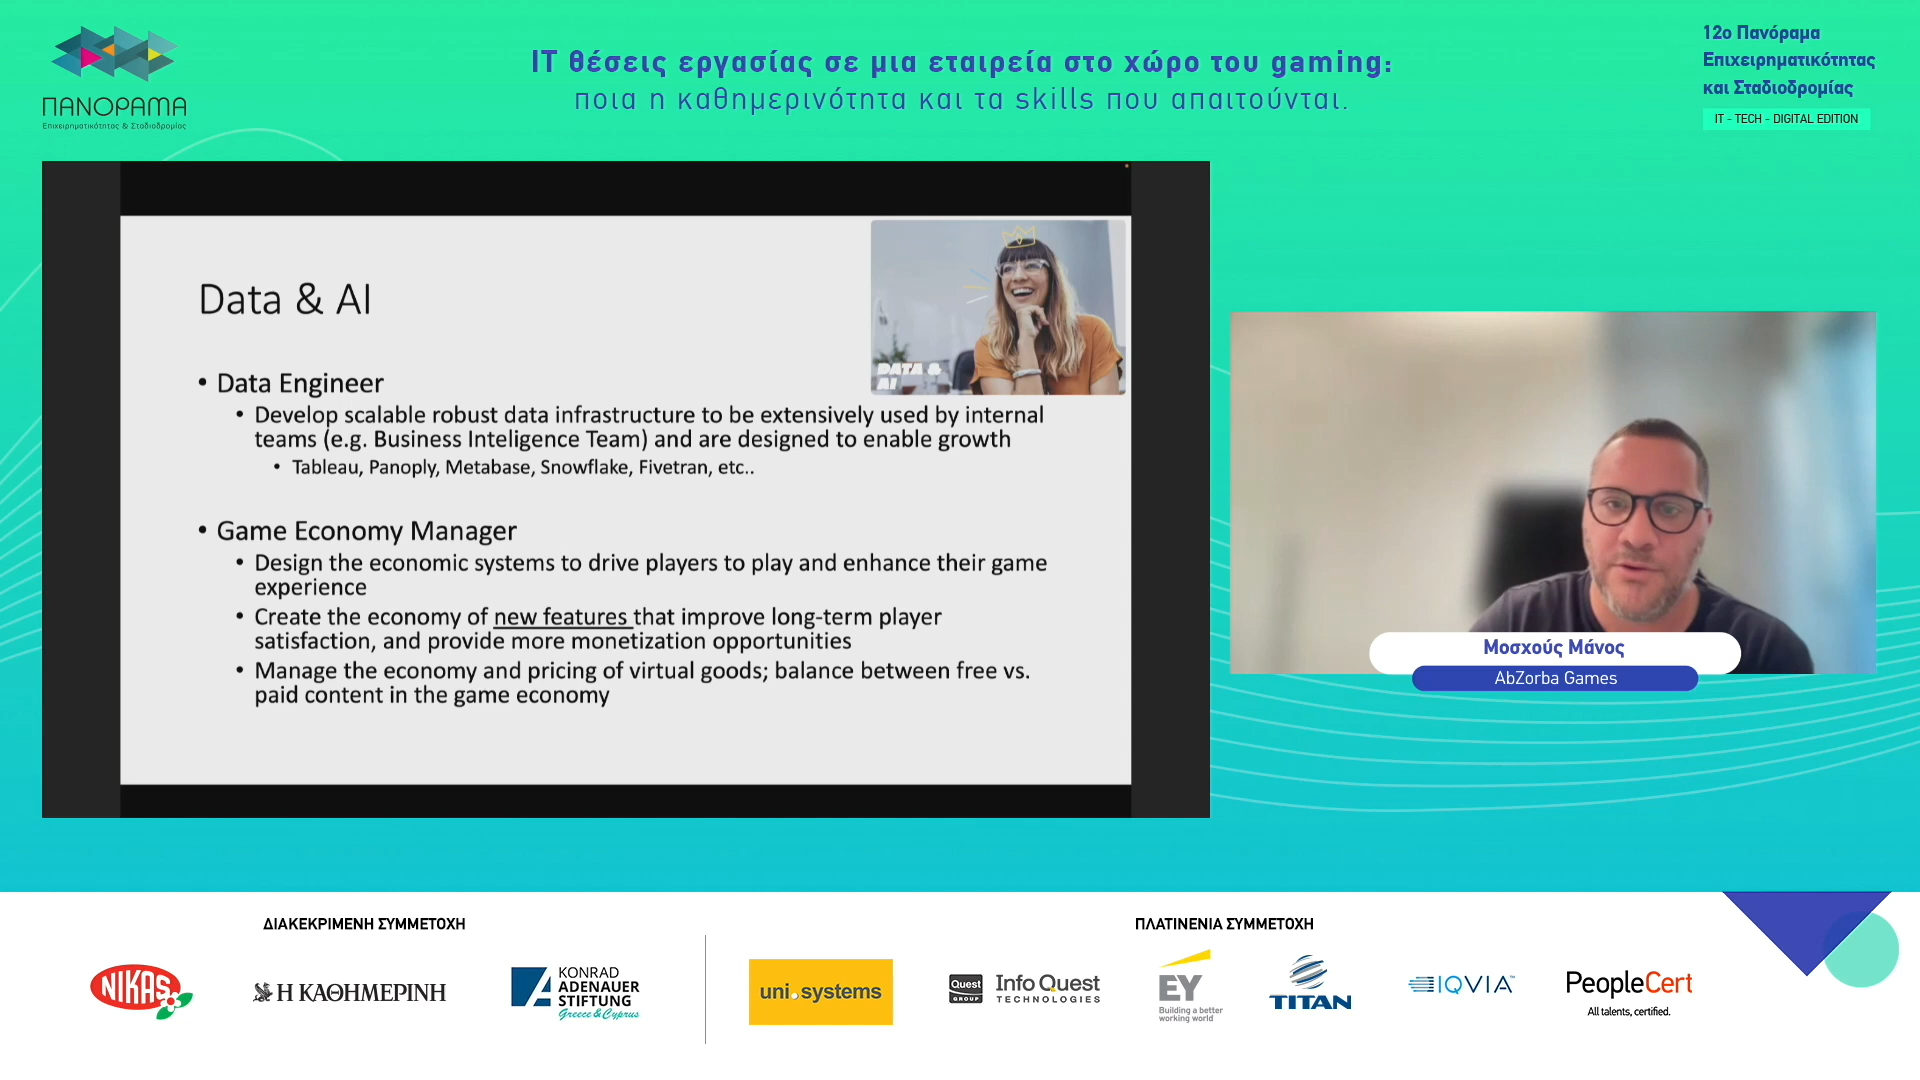 ΠΑΝΟΡΑΜΑ
Επιχειρηματικότητας & Σταδιοδρομίας
IT θέσεις εργασίας σε μια εταιρεία στο χώρο του gaming:
ποια η καθημερινότητα και τα skills που απαιτούνται.
12ο Πανόραμα
Επιχειρηματικότητας
και Σταδιοδρομίας
IT - TECH - DIGITAL EDITION
Data & AI
DATA &
AI
• Data Engineer
• Develop scalable robust data infrastructure to be extensively used by internal
teams (e.g. Business Inteligence Team) and are designed to enable growth
• Tableau, Panoply, Metabase, Snowflake, Fivetran, etc..
• Game Economy Manager
• Design the economic systems to drive players to play and enhance their game
experience
• Create the economy of new features that improve long-term player
satisfaction, and provide more monetization opportunities
• Manage the economy and pricing of virtual goods; balance between free vs.
paid content in the game economy
Μοσχούς Μάνος
AbZorba Games
ΔΙΑΚΕΚΡΙΜΕΝΗ ΣΥΜΜΕΤΟΧΗ
NIKAS
Η ΚΑΘΗΜΕΡΙΝΗ
KONRAD
ADENAUER
STIFTUNG
Greece & Cyprus
ΠΛΑΤΙΝΕΝΙΑ ΣΥΜΜΕΤΟΧΗ
uni.systems
Quest
GROUP
Info Quest
TECHNOLOGIES
EY
Building a better
working world
TITAN
IQVIA
PeopleCert
All talents, certified.